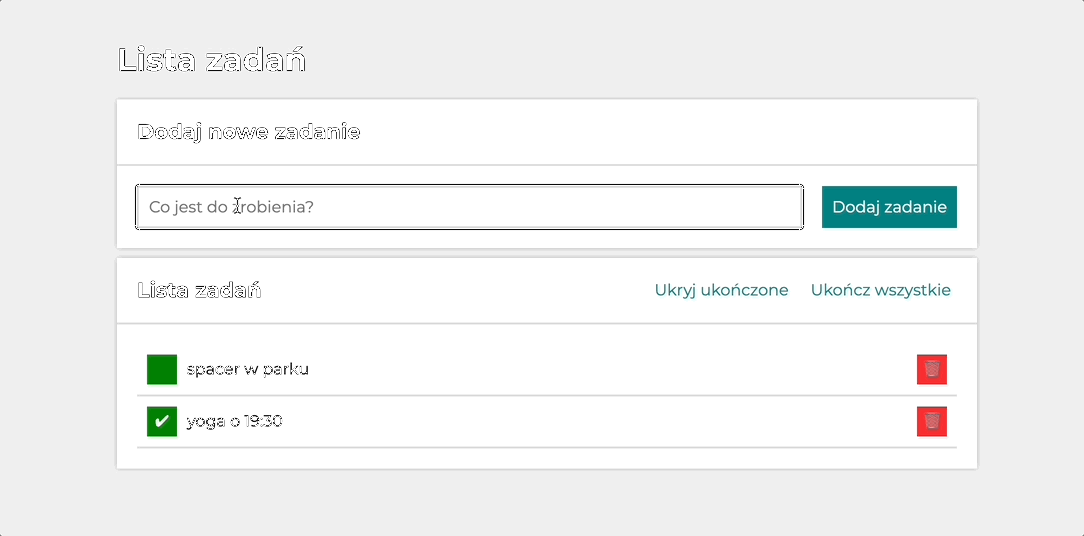 Lista zadań
Dodaj nowe zadanie
Co jest do zrobienia? Dodaj zadanie
Lista zadań Ukryj ukończone Ukończ wszystkie
spacer w parku
✔ yoga o 19:30